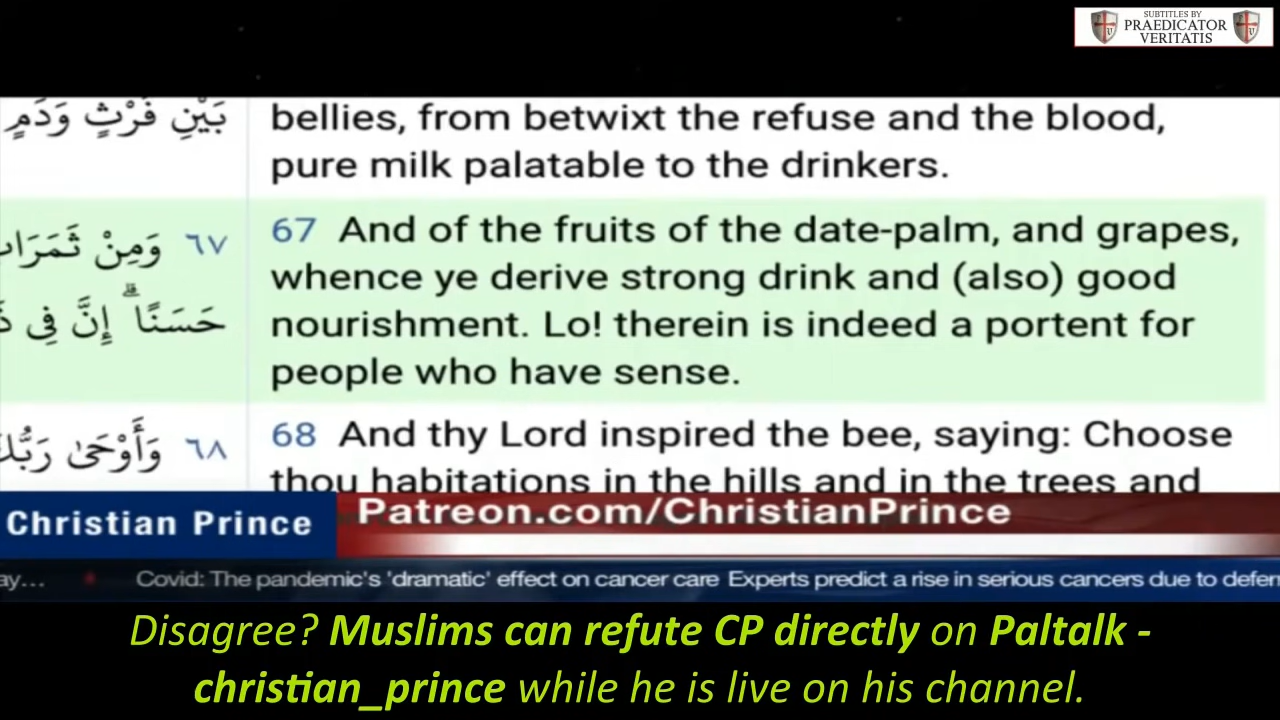 SUBTITLES BY
PRAEDICATOR
VERITATIS
بَيْنِ فَرْثٍ وَدَمٍ
bellies, from betwixt the refuse and the blood,
pure milk palatable to the drinkers.
٦٧ وَمِنْ
67 And of the fruits of the date-palm, and grapes,
whence ye derive strong drink and (also) good
حَسَنًا ۗ إِنَّ فِى
nourishment. Lo! therein is indeed a portent for
people who have sense.
٦٨ وَأَوْحَىٰ
68 And thy Lord inspired the bee, saying: Choose
thou habitations in the hills and in the trees and
Christian Prince
Patreon.com/ChristianPrince
Covid: The pandemic's 'dramatic' effect on cancer care Experts predict a rise in serious cancers due to
Disagree? Muslims can refute CP directly on Paltalk -
christian_prince while he is live on his channel.